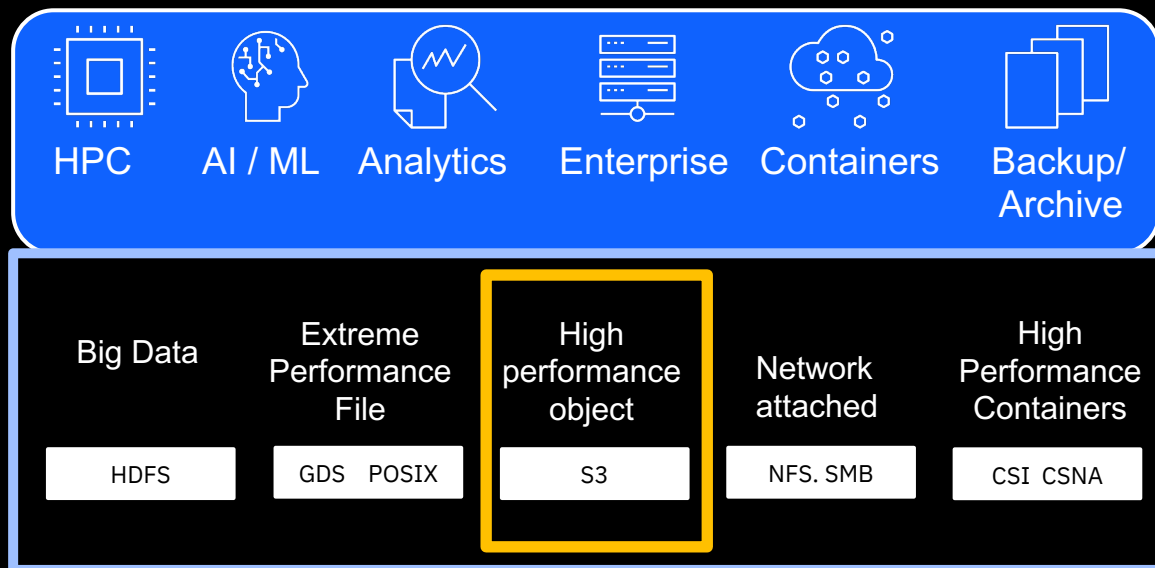 HPC
AI / ML
Analytics
Enterprise
Containers
Backup/
Archive
Big Data
HDFS
Extreme
Performance
File
GDS POSIX
High
performance
object
S3
Network
attached
NFS. SMB
High
Performance
Containers
CSI CSNA